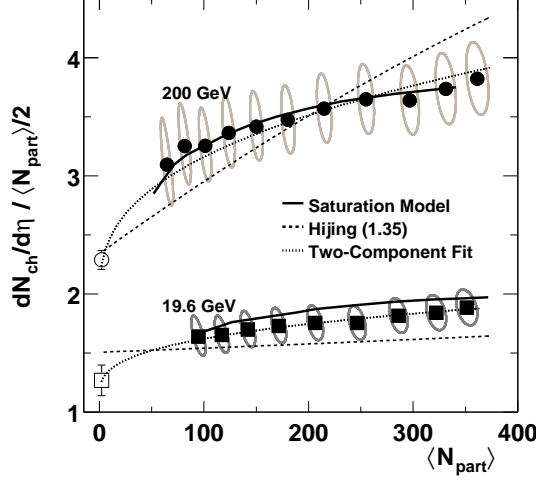 dN_ch/dη / ⟨N_part⟩/2
4
3
2
1
200 GeV
Saturation Model
Hijing (1.35)
Two-Component Fit
19.6 GeV
0 100 200 300 400
⟨N_part⟩